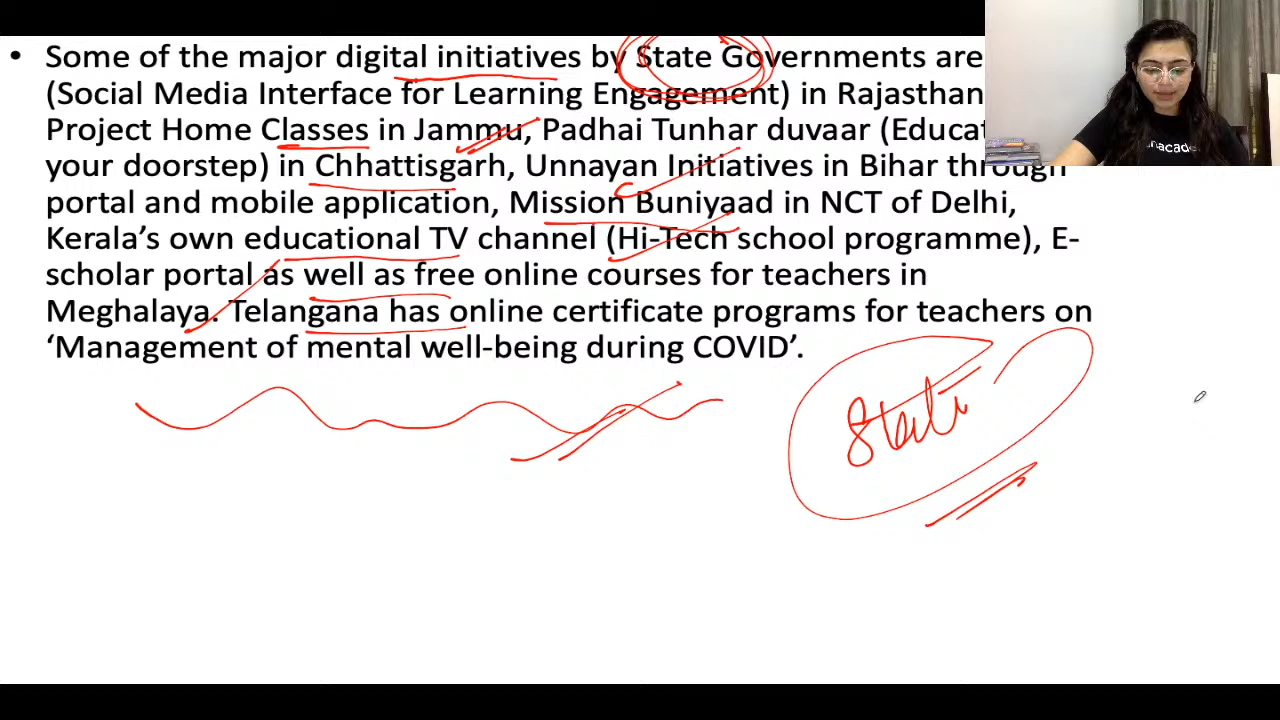 • Some of the major digital initiatives by State Governments are
(Social Media Interface for Learning Engagement) in Rajasthan
Project Home Classes in Jammu, Padhai Tunhar duvaar (Educat
your doorstep) in Chhattisgarh, Unnayan Initiatives in Bihar through
portal and mobile application, Mission Buniyaad in NCT of Delhi,
Kerala’s own educational TV channel (Hi-Tech school programme), E-
scholar portal as well as free online courses for teachers in
Meghalaya. Telangana has online certificate programs for teachers on
‘Management of mental well-being during COVID’.
nacade